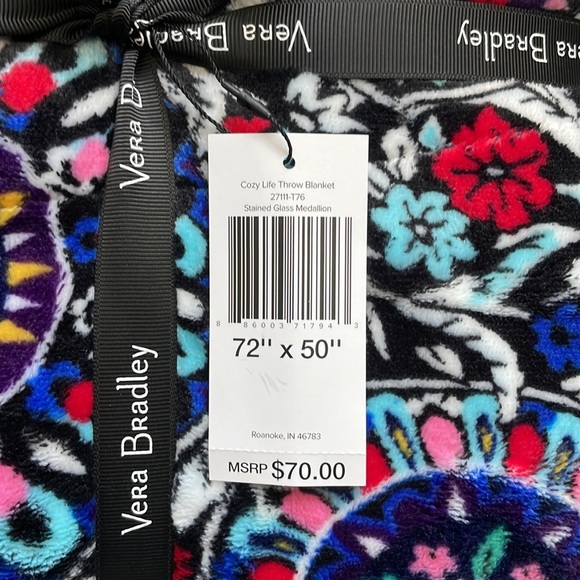 Vera Bradley
Vera Bradley
Vera B
Vera Bradley
Cozy Life Throw Blanket
27111-T76
Stained Glass Medallion
8 86003 71794 3
72" x 50"
Roanoke, IN 46783
MSRP $70.00